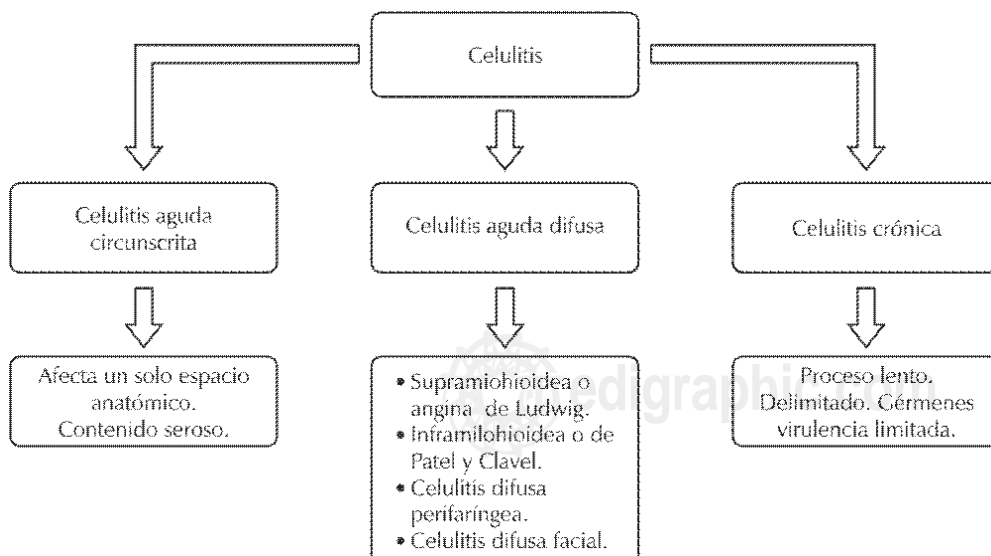 Celulitis
Celulitis aguda
circunscrita
Celulitis aguda difusa
Celulitis crónica
Afecta un solo espacio
anatómico.
Contenido seroso.
• Supramiohioidea o
angina de Ludwig.
• Inframilohioidea o de
Patel y Clavel.
• Celulitis difusa
perifaríngea.
• Celulitis difusa facial.
Proceso lento.
Delimitado. Gérmenes
virulencia limitada.